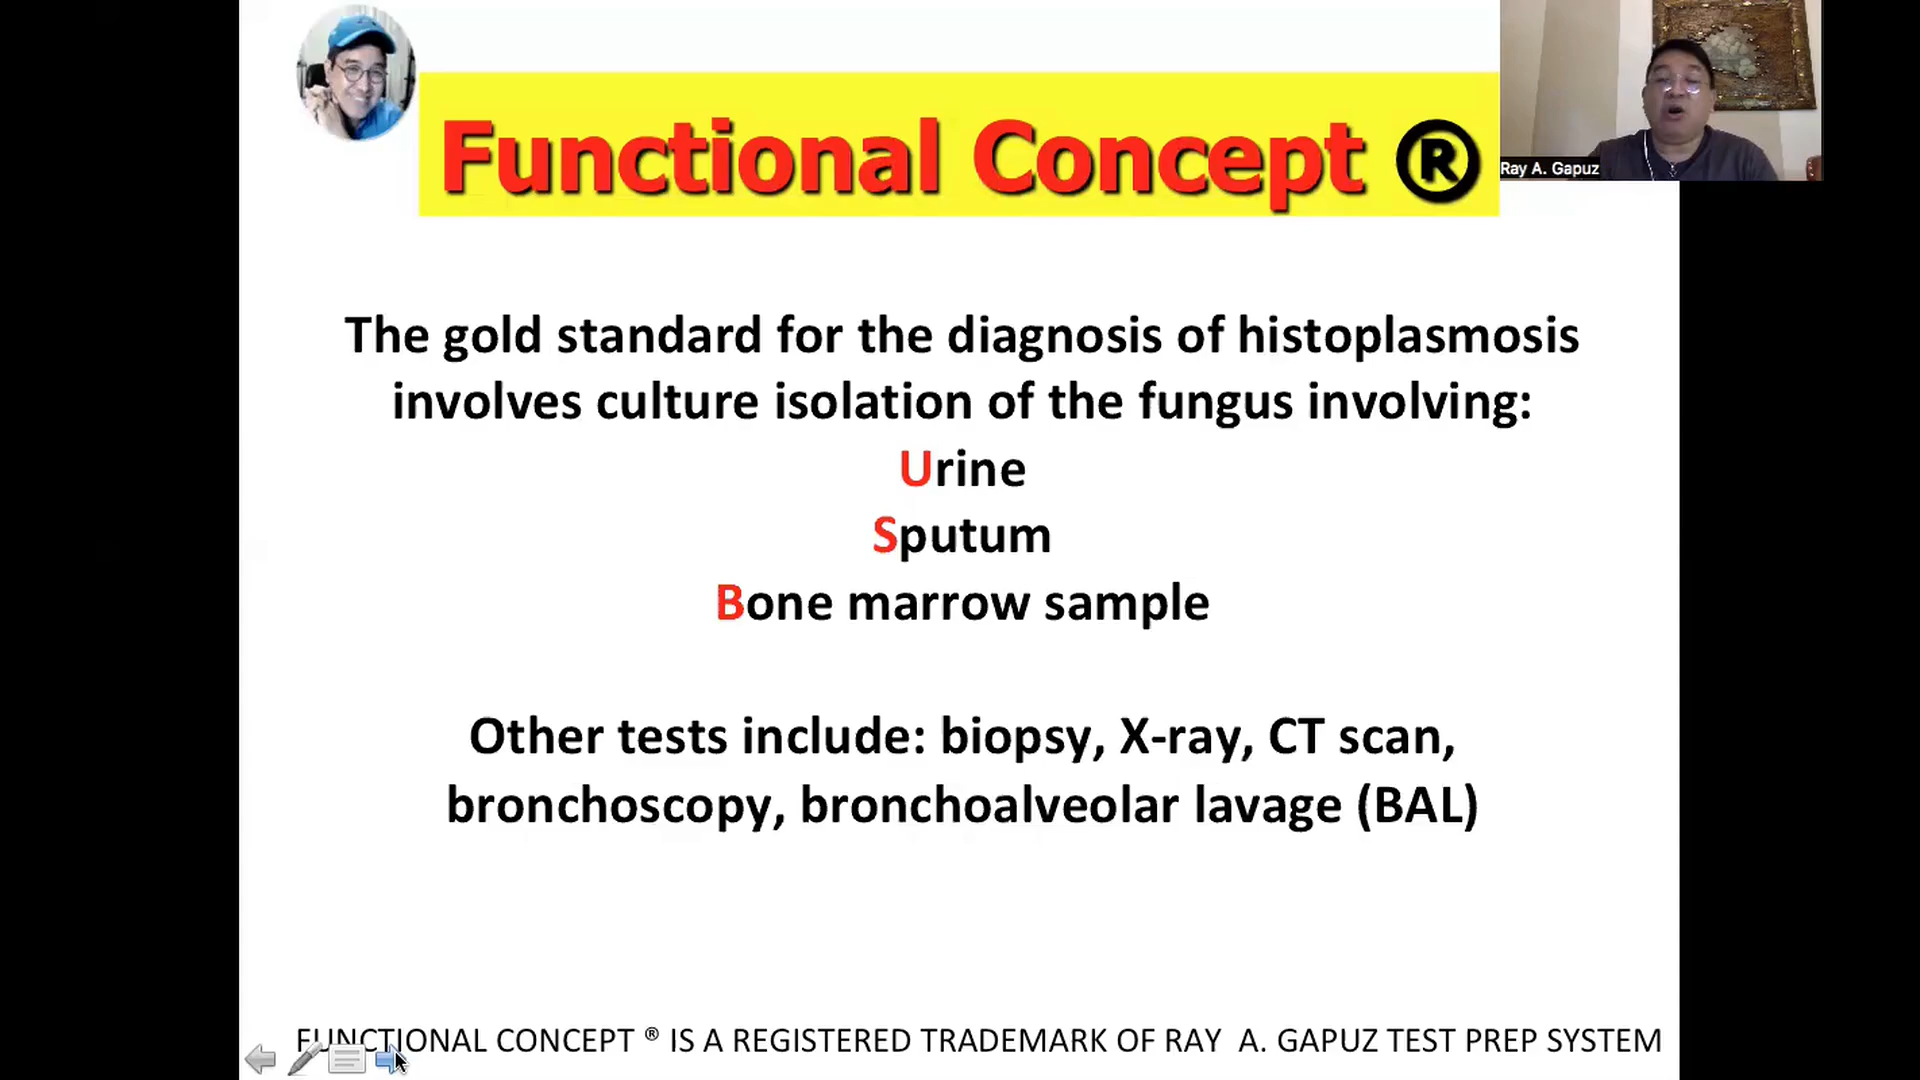 Functional Concept ®
Ray A. Gapuz
The gold standard for the diagnosis of histoplasmosis
involves culture isolation of the fungus involving:
Urine
Sputum
Bone marrow sample
Other tests include: biopsy, X-ray, CT scan,
bronchoscopy, bronchoalveolar lavage (BAL)
FUNCTIONAL CONCEPT ® IS A REGISTERED TRADEMARK OF RAY A. GAPUZ TEST PREP SYSTEM